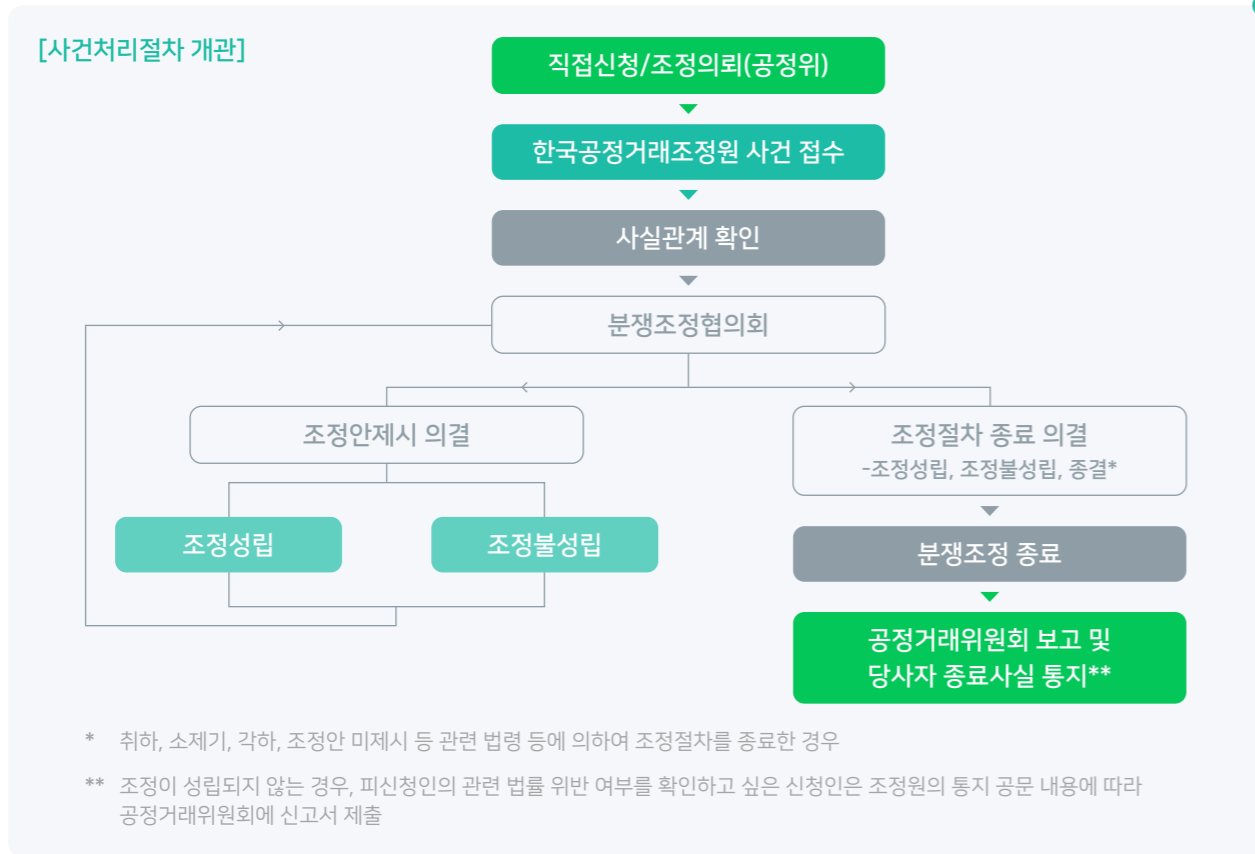 [사건처리절차 개관]
직접신청/조정의뢰(공정위)
한국공정거래조정원 사건 접수
사실관계 확인
분쟁조정협의회
조정안제시 의결
조정절차 종료 의결
-조정성립, 조정불성립, 종결*
조정성립
조정불성립
분쟁조정 종료
공정거래위원회 보고 및
당사자 종료사실 통지**
* 취하, 소제기, 각하, 조정안 미제시 등 관련 법령 등에 의하여 조정절차를 종료한 경우
** 조정이 성립되지 않는 경우, 피신청인의 관련 법률 위반 여부를 확인하고 싶은 신청인은 조정원의 통지 공문 내용에 따라
공정거래위원회에 신고서 제출